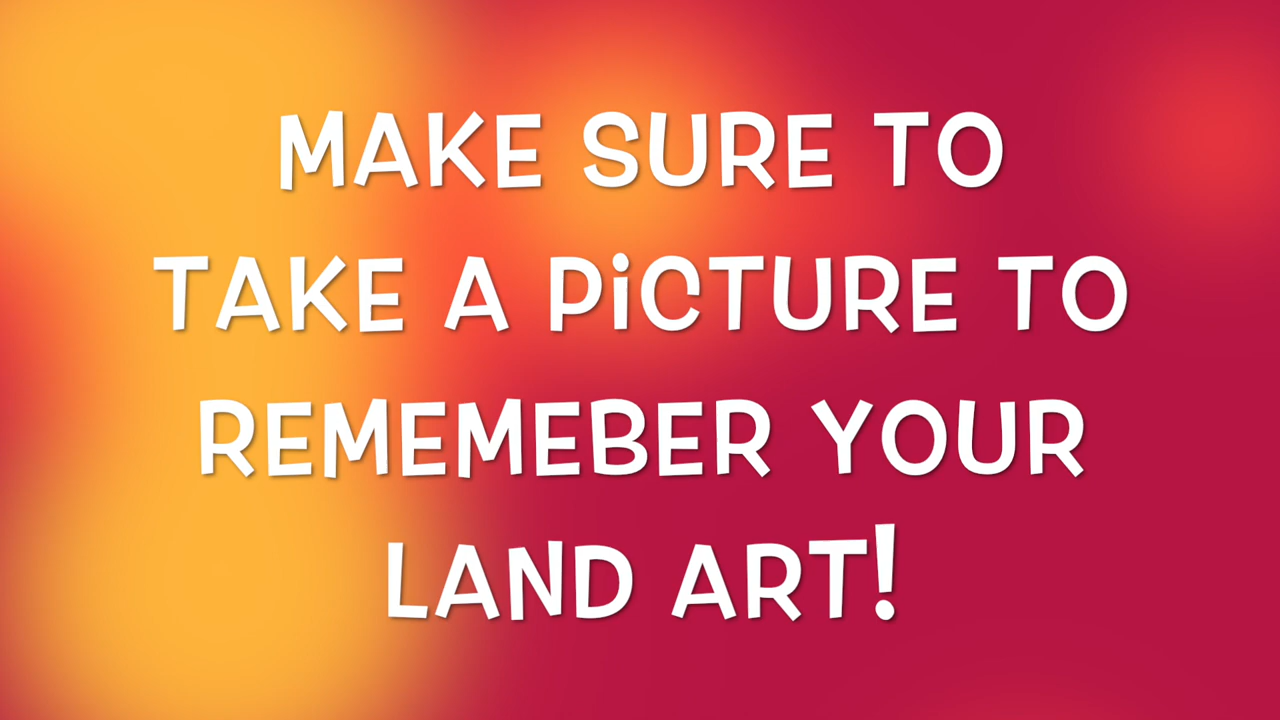 MAKE SURE TO
TAKE A PiCTURE TO
REMEMEBER YOUR
LAND ART!